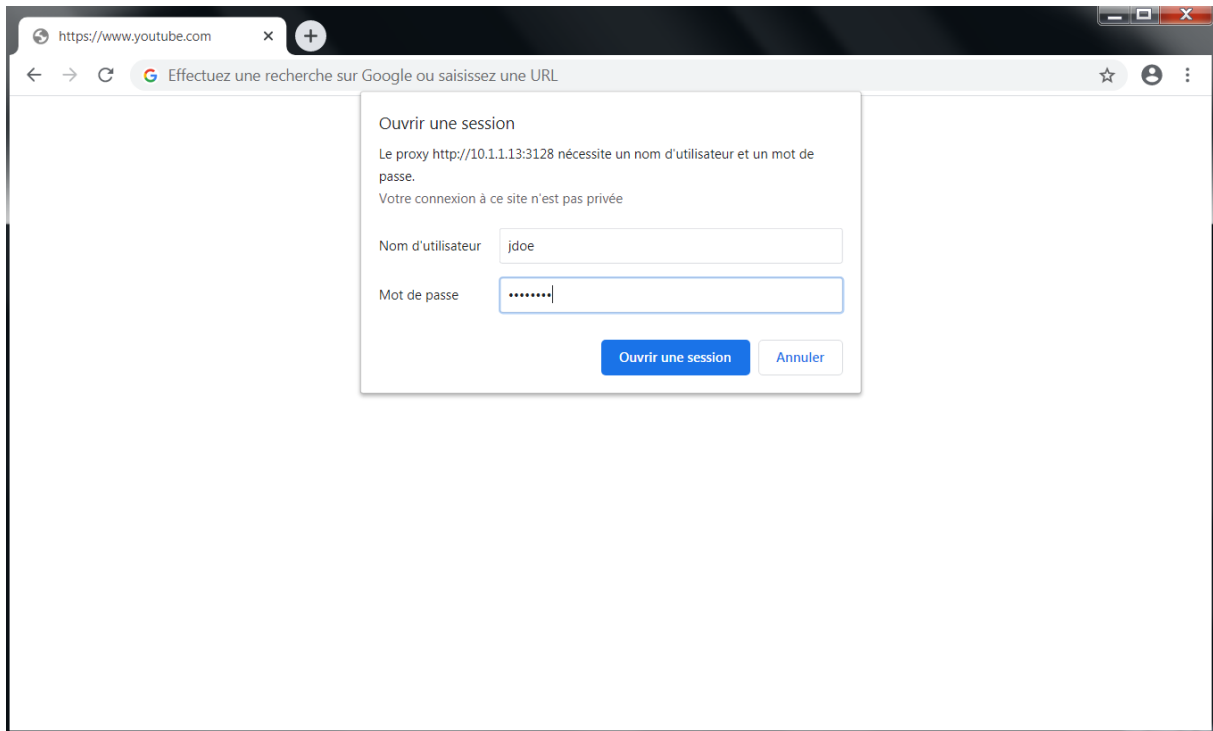 https://www.youtube.com
Effectuez une recherche sur Google ou saisissez une URL
Ouvrir une session
Le proxy http://10.1.1.13:3128 nécessite un nom d'utilisateur et un mot de
passe.
Votre connexion à ce site n'est pas privée
Nom d'utilisateur jdoe
Mot de passe ••••••••
Ouvrir une session Annuler